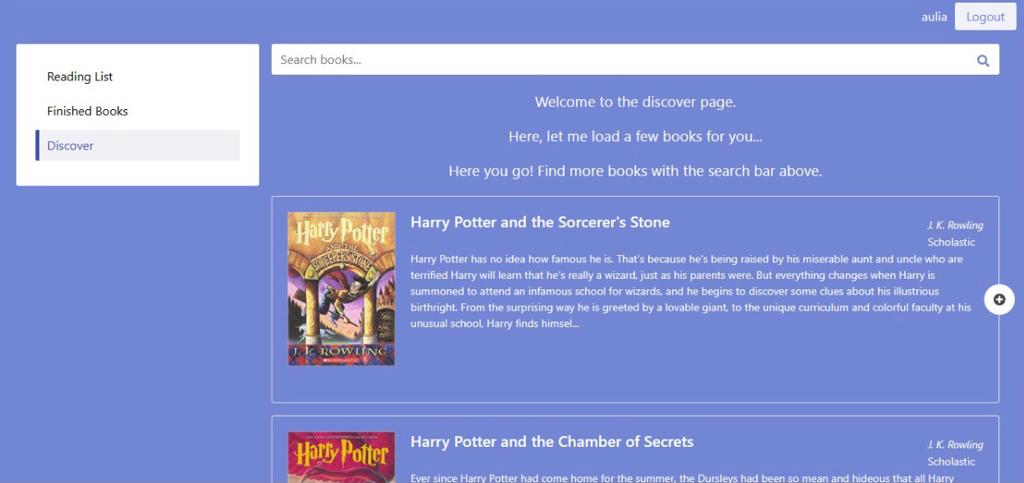 aulia
Logout
Reading List
Finished Books
Discover
Search books...
Welcome to the discover page.
Here, let me load a few books for you...
Here you go! Find more books with the search bar above.
Harry Potter
AND THE
SORCERER'S STONE
J. K. ROWLING
SCHOLASTIC
Harry Potter and the Sorcerer's Stone
J. K. Rowling
Scholastic
Harry Potter has no idea how famous he is. That's because he's being raised by his miserable aunt and uncle who are
terrified Harry will learn that he's really a wizard, just as his parents were. But everything changes when Harry is
summoned to attend an infamous school for wizards, and he begins to discover some clues about his illustrious
birthright. From the surprising way he is greeted by a lovable giant, to the unique curriculum and colorful faculty at his
unusual school, Harry finds himsel...
Harry Potter
Harry Potter and the Chamber of Secrets
J. K. Rowling
Scholastic
Ever since Harry Potter had come home for the summer, the Dursleys had been so mean and hideous that all Harry